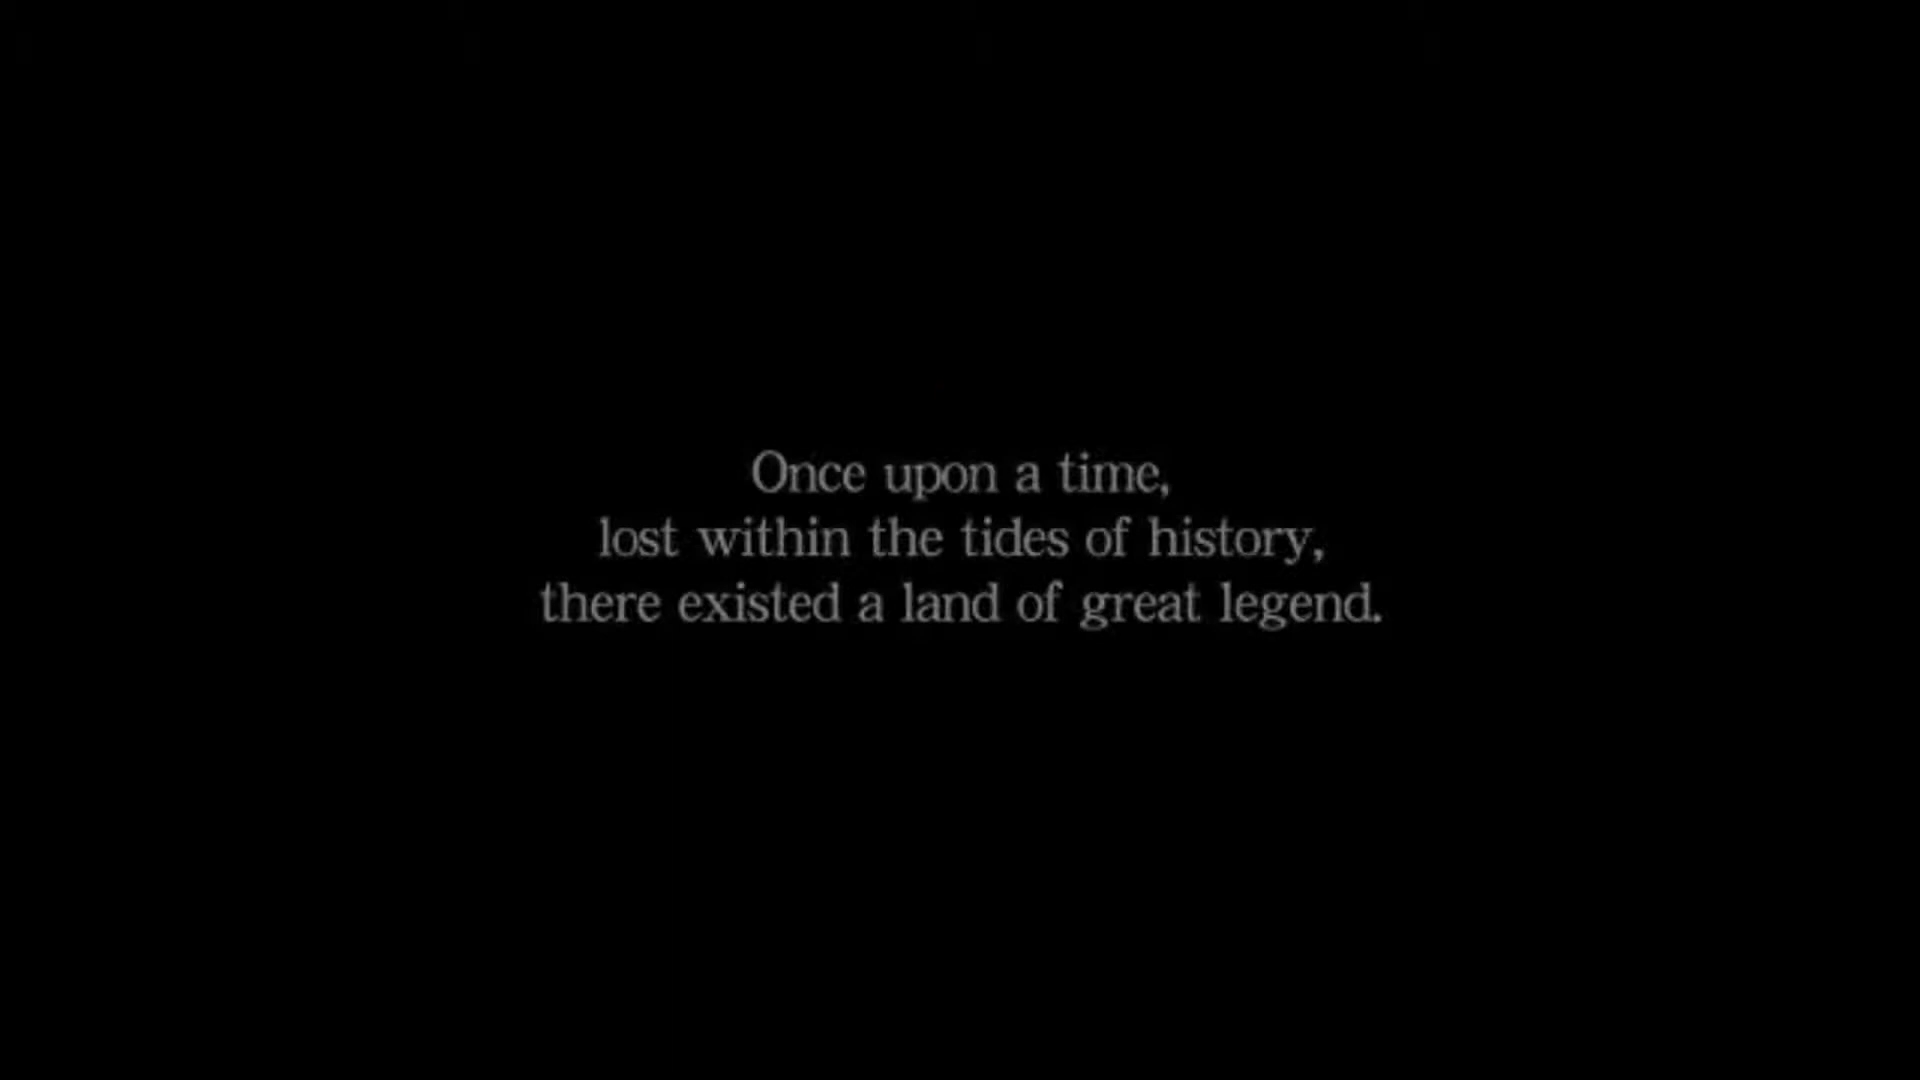 Once upon a time,
lost within the tides of history,
there existed a land of great legend.